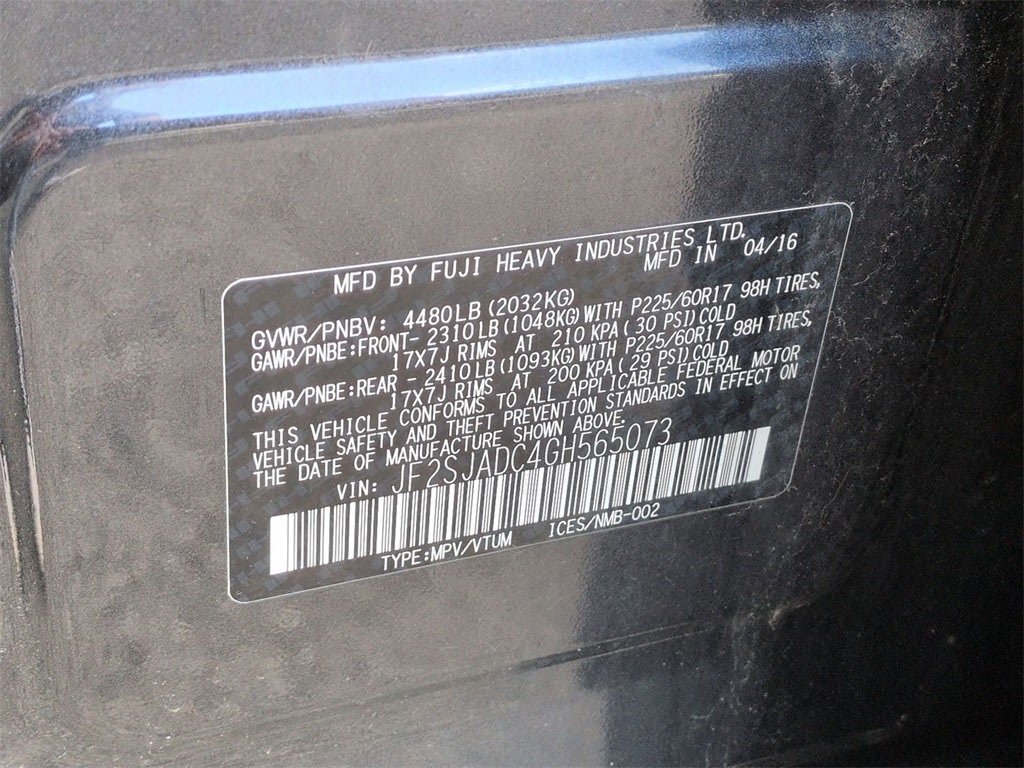 MFD BY FUJI HEAVY INDUSTRIES LTD.
MFD IN 04/16
GVWR/PNBV: 4480LB (2032KG)
GAWR/PNBE:FRONT- 2310LB (1048KG) WITH P225/60R17 98H TIRES,
17X7J RIMS AT 210 KPA (30 PSI) COLD
GAWR/PNBE:REAR - 2410LB (1093KG) WITH P225/60R17 98H TIRES,
17X7J RIMS AT 200 KPA (29 PSI) COLD
THIS VEHICLE CONFORMS TO ALL APPLICABLE FEDERAL MOTOR
VEHICLE SAFETY AND THEFT PREVENTION STANDARDS IN EFFECT ON
THE DATE OF MANUFACTURE SHOWN ABOVE.
VIN: JF2SJADC4GH565073
TYPE:MPV/VTUM ICES/NMB-002